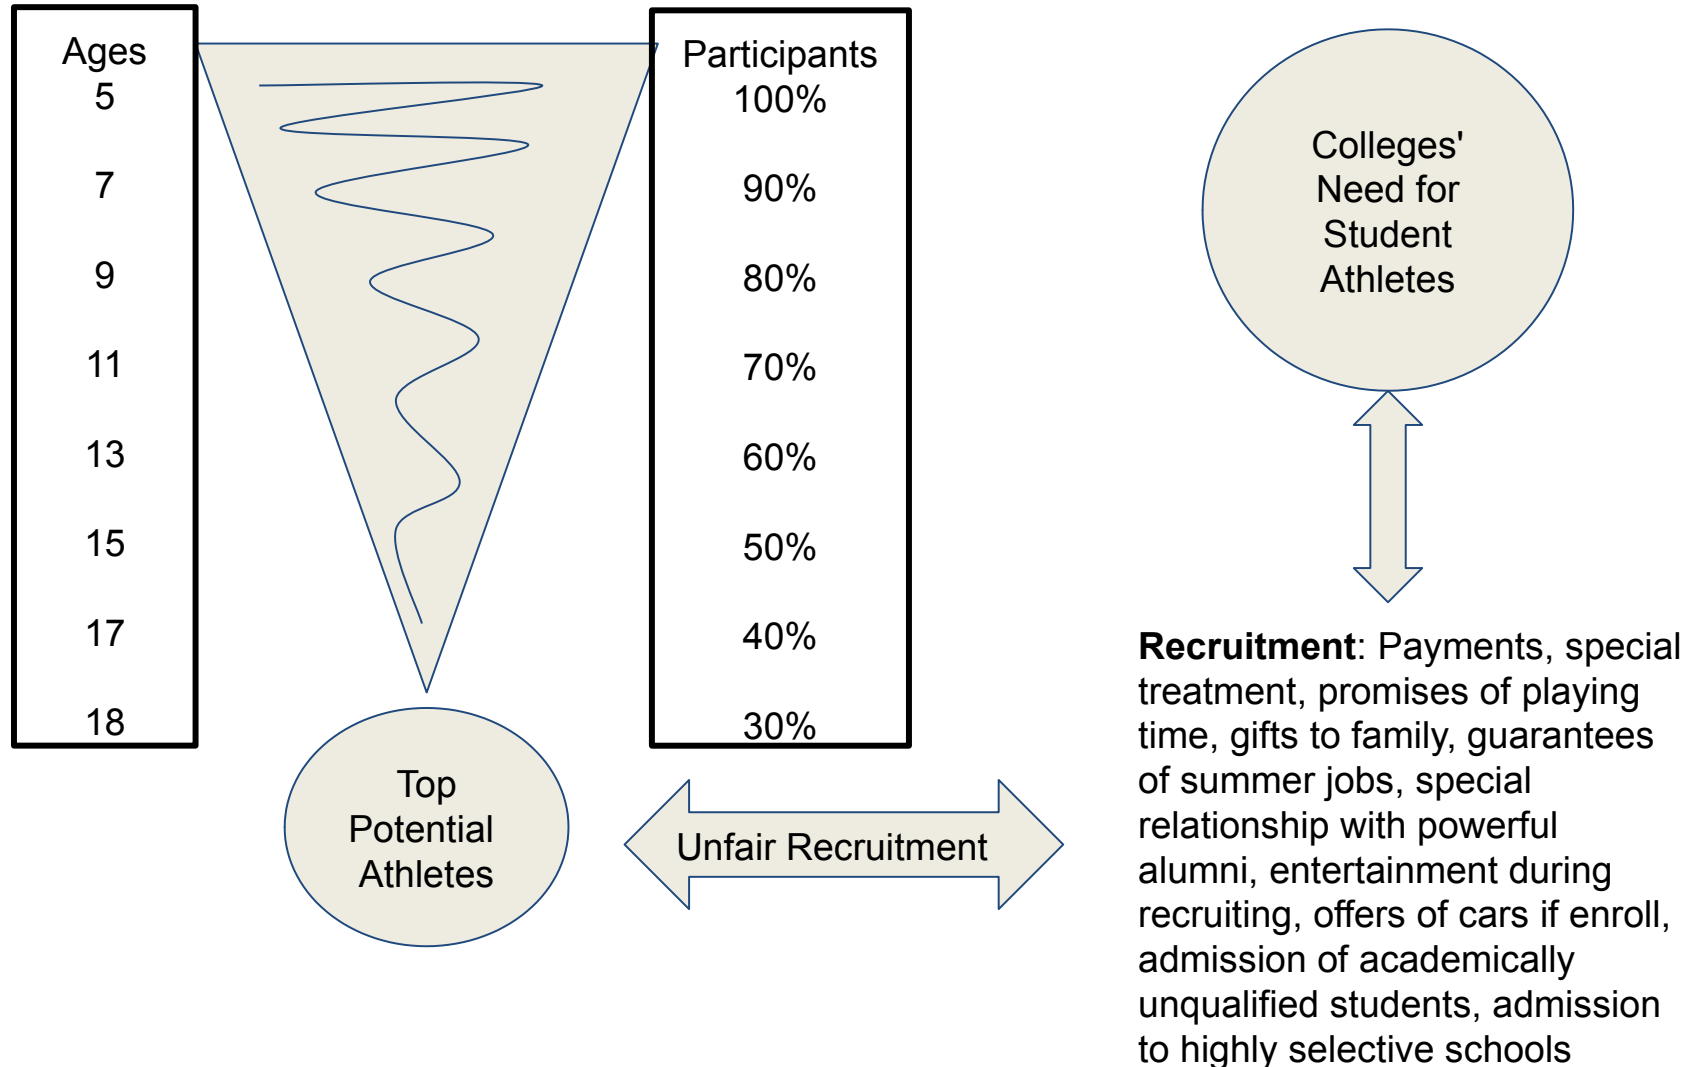 Ages
5
7
9
11
13
15
17
18
Participants
100%
90%
80%
70%
60%
50%
40%
30%
Top
Potential
Athletes
Unfair Recruitment
Colleges'
Need for
Student
Athletes
Recruitment: Payments, special
treatment, promises of playing
time, gifts to family, guarantees
of summer jobs, special
relationship with powerful
alumni, entertainment during
recruiting, offers of cars if enroll,
admission of academically
unqualified students, admission
to highly selective schools